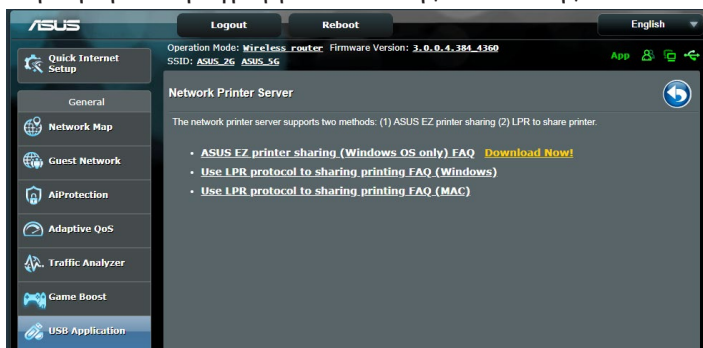 ASUS
Logout
Reboot
English
Quick Internet
Setup
Operation Mode: Wireless router Firmware Version: 3.0.0.4.384_4360
SSID: ASUS_2G ASUS_5G
App
General
Network Map
Guest Network
AiProtection
Adaptive QoS
Traffic Analyzer
Game Boost
USB Application
Network Printer Server
The network printer server supports two methods: (1) ASUS EZ printer sharing (2) LPR to share printer.
• ASUS EZ printer sharing (Windows OS only) FAQ Download Now!
• Use LPR protocol to sharing printing FAQ (Windows)
• Use LPR protocol to sharing printing FAQ (MAC)